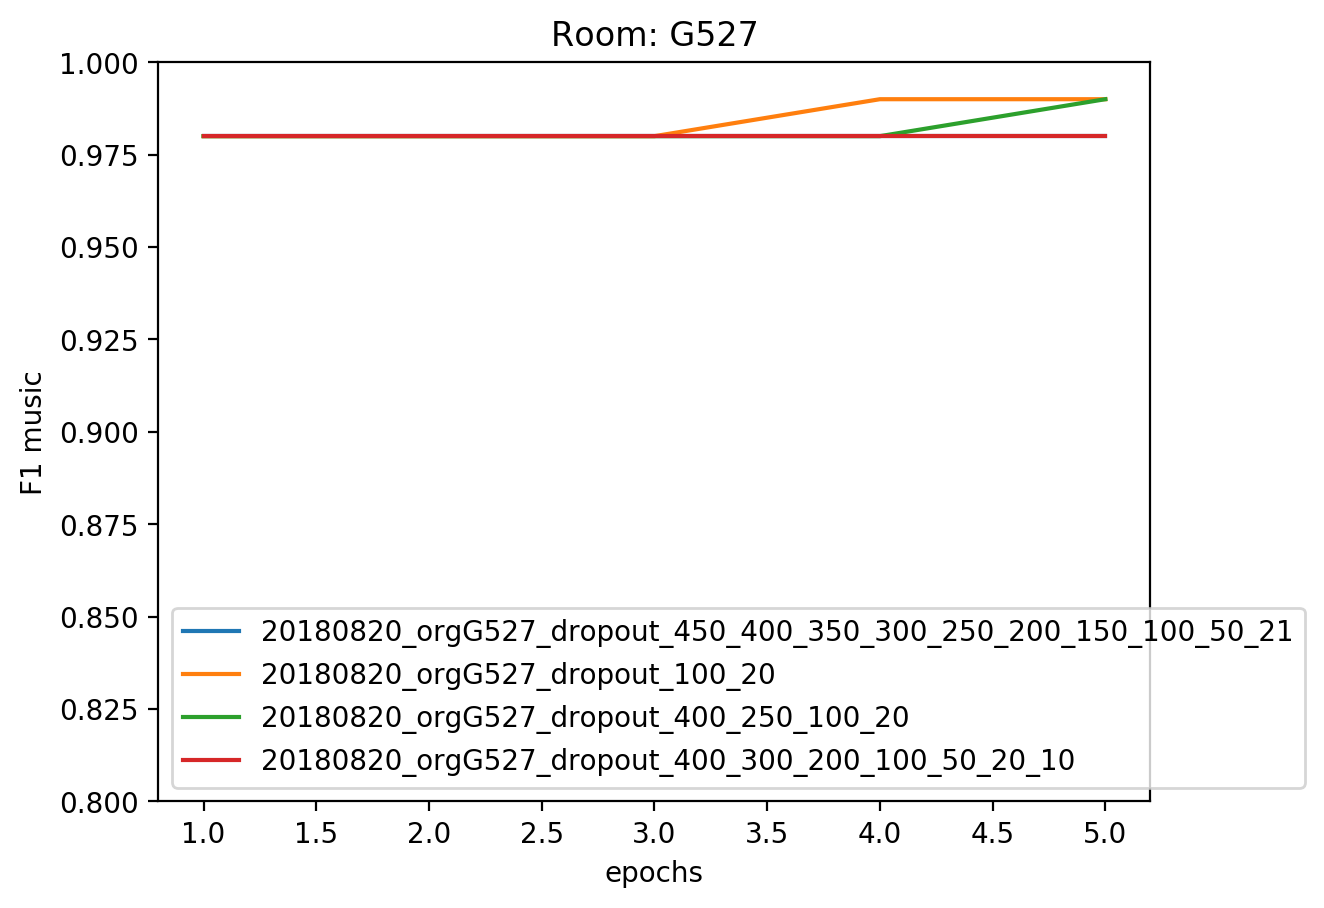 Room: G527
1.000
0.975
0.950
0.925
0.900
0.875
0.850
0.825
0.800
F1 music
20180820_orgG527_dropout_450_400_350_300_250_200_150_100_50_21
20180820_orgG527_dropout_100_20
20180820_orgG527_dropout_400_250_100_20
20180820_orgG527_dropout_400_300_200_100_50_20_10
1.0 1.5 2.0 2.5 3.0 3.5 4.0 4.5 5.0
epochs